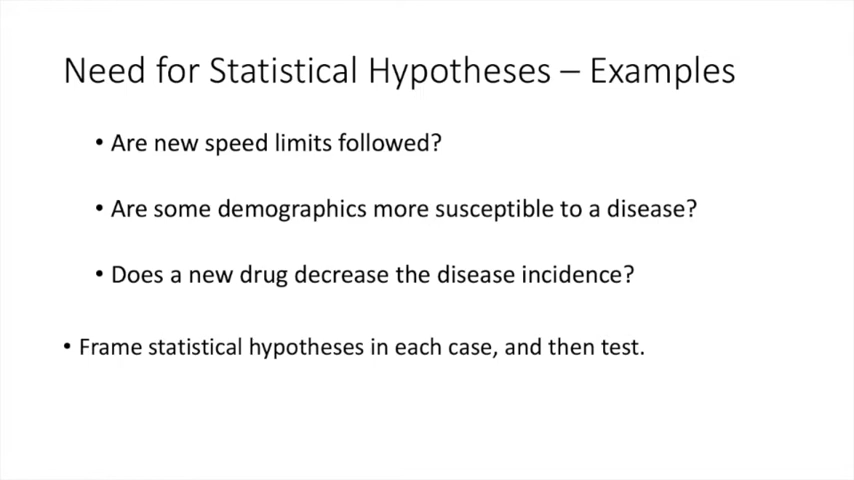 Need for Statistical Hypotheses – Examples
• Are new speed limits followed?
• Are some demographics more susceptible to a disease?
• Does a new drug decrease the disease incidence?
• Frame statistical hypotheses in each case, and then test.